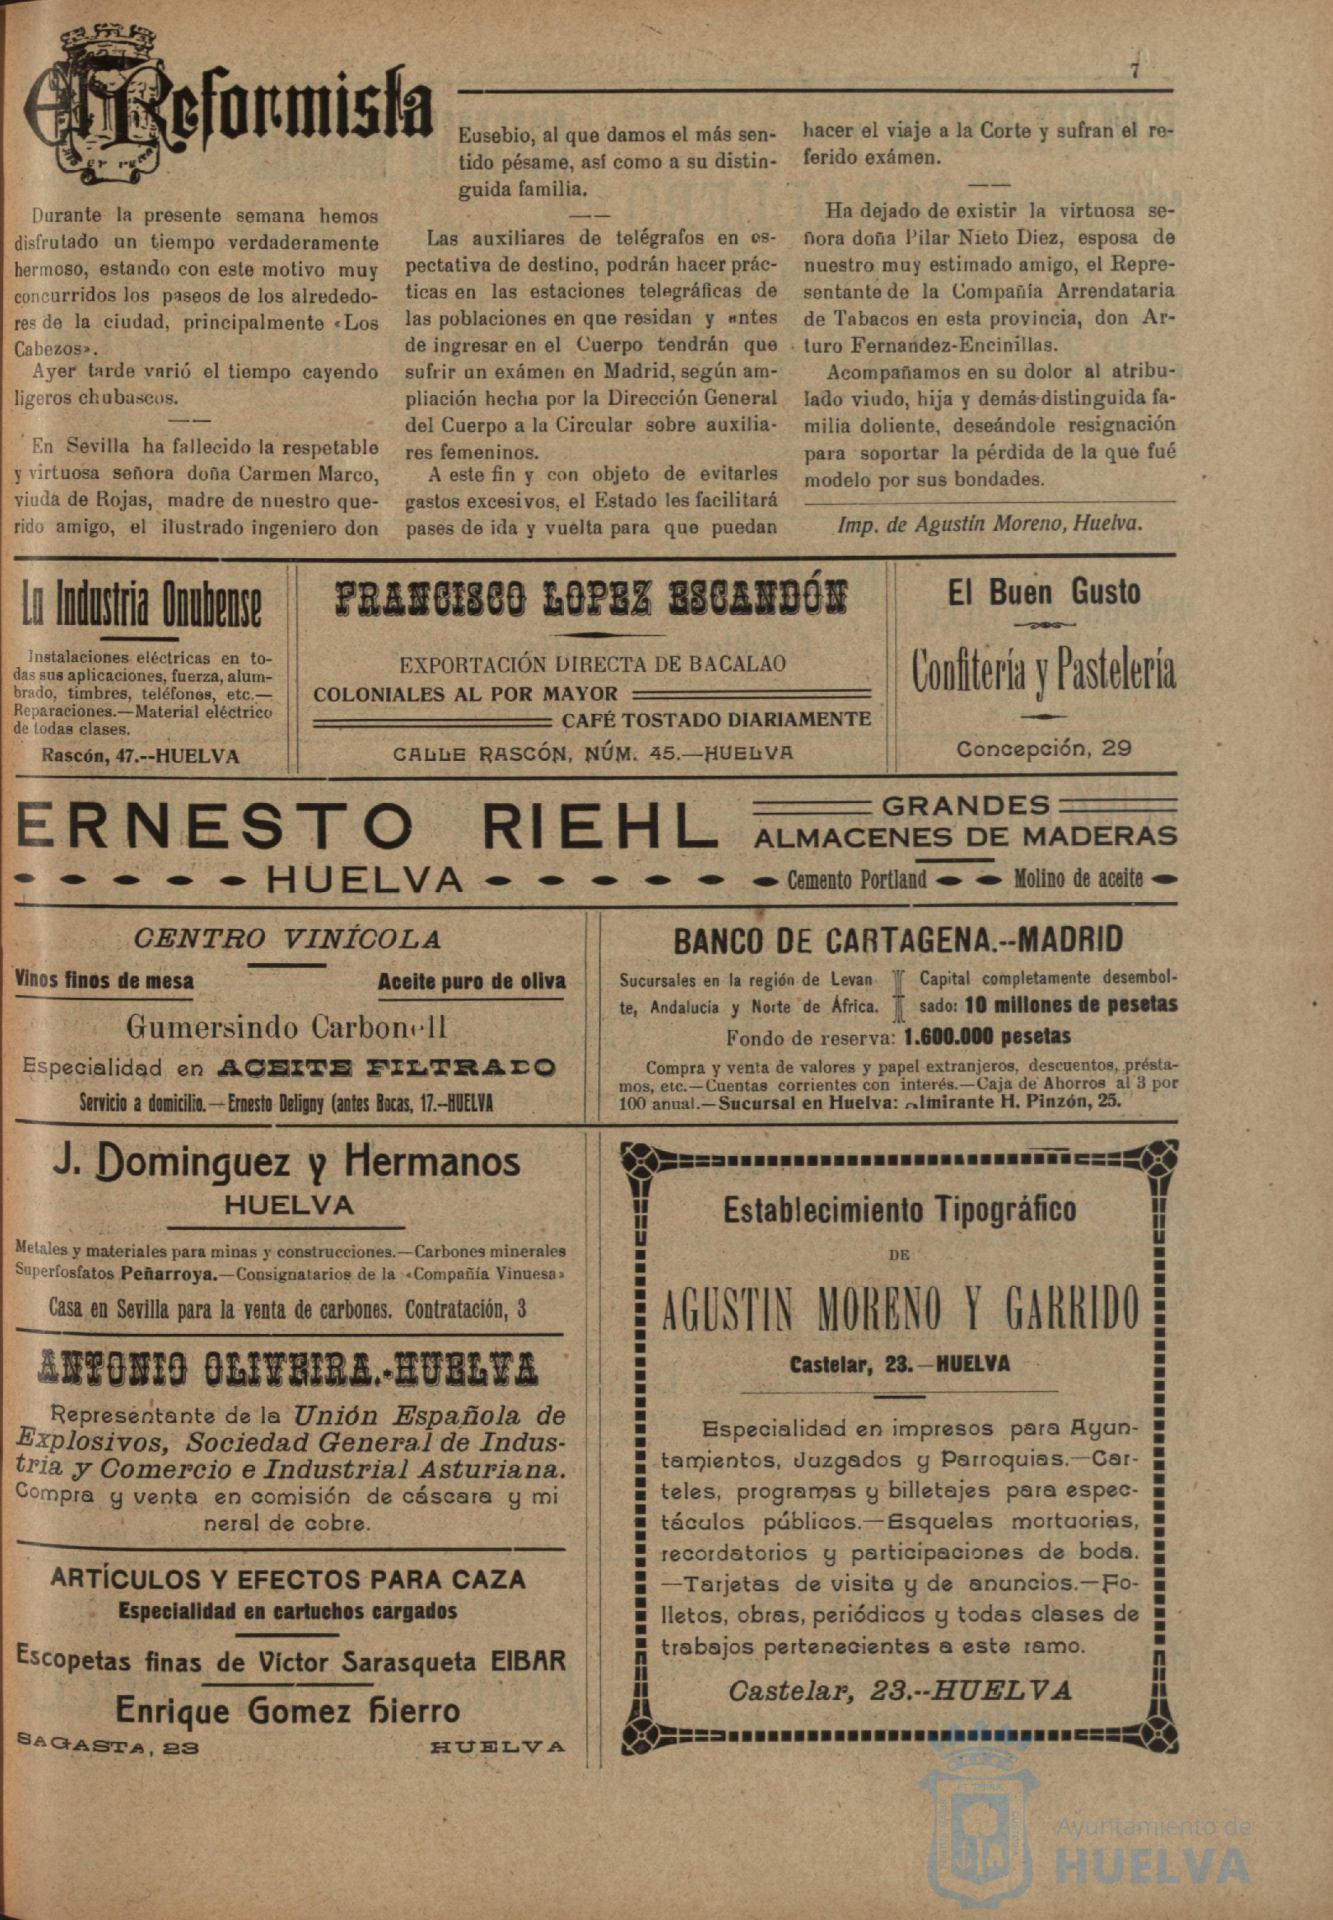 7
El Reformista
Durante la presente semana hemos
disfrutado un tiempo verdaderamente
hermoso, estando con este motivo muy
concurridos los paseos de los alrededo-
res de la ciudad, principalmente «Los
Cabezos».
Ayer tarde varió el tiempo cayendo
ligeros chubascos.
En Sevilla ha fallecido la respetable
y virtuosa señora doña Carmen Marco,
viuda de Rojas, madre de nuestro que-
rido amigo, el ilustrado ingeniero don
Eusebio, al que damos el más sen-
tido pésame, así como a su distin-
guida familia.
Las auxiliares de telégrafos en es-
pectativa de destino, podrán hacer prác-
ticas en las estaciones telegráficas de
las poblaciones en que residan y antes
de ingresar en el Cuerpo tendrán que
sufrir un exámen en Madrid, según am-
pliación hecha por la Dirección General
del Cuerpo a la Circular sobre auxilia-
res femeninos.
A este fin y con objeto de evitarles
gastos excesivos, el Estado les facilitará
pases de ida y vuelta para que puedan
hacer el viaje a la Corte y sufran el re-
ferido exámen.
Ha dejado de existir la virtuosa se-
ñora doña Pilar Nieto Diez, esposa de
nuestro muy estimado amigo, el Repre-
sentante de la Compañía Arrendataria
de Tabacos en esta provincia, don Ar-
turo Fernandez-Encinillas.
Acompañamos en su dolor al atribu-
lado viudo, hija y demás distinguida fa-
milia doliente, deseándole resignación
para soportar la pérdida de la que fué
modelo por sus bondades.
Imp. de Agustín Moreno, Huelva.
La Industria Onubense
Instalaciones eléctricas en to-
das sus aplicaciones, fuerza, alum-
brado, timbres, teléfonos, etc.—
Reparaciones.—Material eléctrico
de todas clases.
Rascón, 47.--HUELVA
FRANCISCO LOPEZ ESCANDÓN
EXPORTACIÓN DIRECTA DE BACALAO
COLONIALES AL POR MAYOR
CAFÉ TOSTADO DIARIAMENTE
CALLE RASCÓN, NÚM. 45.—HUELVA
El Buen Gusto
Confitería y Pastelería
Concepción, 29
ERNESTO RIEHL
HUELVA
GRANDES
ALMACENES DE MADERAS
Cemento Portland
Molino de aceite
CENTRO VINÍCOLA
Vinos finos de mesa
Aceite puro de oliva
Gumersindo Carbonell
Especialidad en ACEITE FILTRADO
Servicio a domicilio.—Ernesto Deligny (antes Bocas, 17.--HUELVA
BANCO DE CARTAGENA.--MADRID
Sucursales en la región de Levan
te, Andalucía y Norte de África.
Capital completamente desembol-
sado: 10 millones de pesetas
Fondo de reserva: 1.600.000 pesetas
Compra y venta de valores y papel extranjeros, descuentos, présta-
mos, etc.—Cuentas corrientes con interés.—Caja de Ahorros al 3 por
100 anual.—Sucursal en Huelva: Almirante H. Pinzón, 25.
J. Dominguez y Hermanos
HUELVA
Metales y materiales para minas y construcciones.—Carbones minerales
Superfosfatos Peñarroya.—Consignatarios de la «Compañía Vinuesa»
Casa en Sevilla para la venta de carbones. Contratación, 3
ANTONIO OLIVEIRA.-HUELVA
Representante de la Unión Española de
Explosivos, Sociedad General de Indus-
tria y Comercio e Industrial Asturiana.
Compra y venta en comisión de cáscara y mi
neral de cobre.
ARTÍCULOS Y EFECTOS PARA CAZA
Especialidad en cartuchos cargados
Escopetas finas de Víctor Sarasqueta EIBAR
Enrique Gomez Hierro
SAGASTA, 23
HUELVA
Establecimiento Tipográfico
DE
AGUSTIN MORENO Y GARRIDO
Castelar, 23.—HUELVA
Especialidad en impresos para Ayun-
tamientos, Juzgados y Parroquias.—Car-
teles, programas y billetajes para espec-
táculos públicos.—Esquelas mortuorias,
recordatorios y participaciones de boda.
—Tarjetas de visita y de anuncios.—Fo-
lletos, obras, periódicos y todas clases de
trabajos pertenecientes a este ramo.
Castelar, 23.--HUELVA
Ayuntamiento de
HUELVA